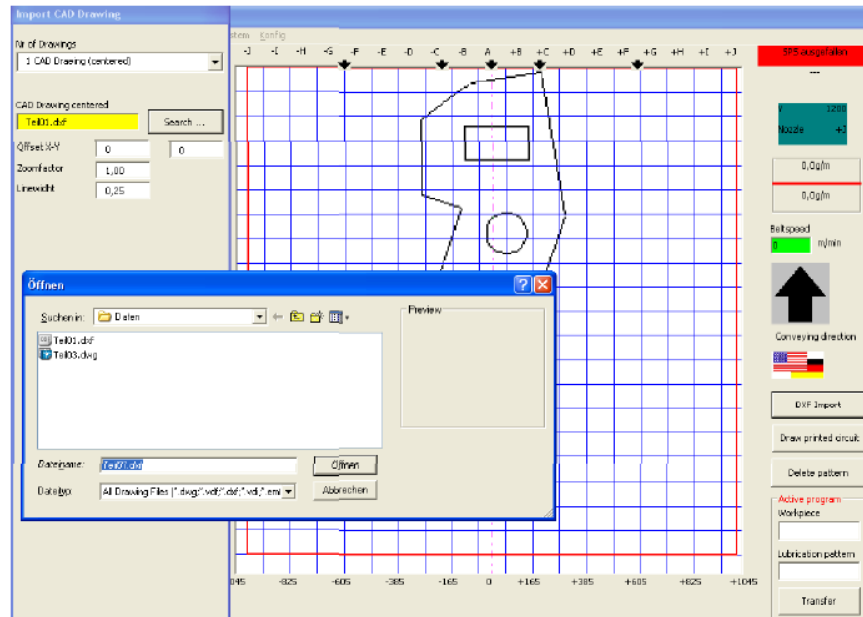 Import CAD Drawing
Nr of Drawings
1 CAD Draeing (centered)
CAD Drawing centered
Teil01.dxf
Search ...
Offset X-Y
0
0
Zoomfactor
1,00
Linewidht
0,25
stem Konfig
-J -I -H -G -F -E -D -C -B A +B +C +D +E +F +G +H +I +J
SPS ausgefallen
---
V 1200
Nozzle +J
0,0g/m
0,0g/m
Beltspeed
0 m/min
Conveying direction
DXF Import
Draw printed circuit
Delete pattern
Active program
Workpiece
Lubrication pattern
Transfer
Öffnen
Suchen in:
Daten
Teil01.dxf
Teil03.dwg
Preview
Dateiname:
Teil01.dxf
Öffnen
Dateityp:
All Drawing Files (*.dwg;*.vdf;*.dxf;*.vdi,*.eml
Abbrechen
045 -825 -605 -385 -165 0 +165 +385 +605 +825 +1045